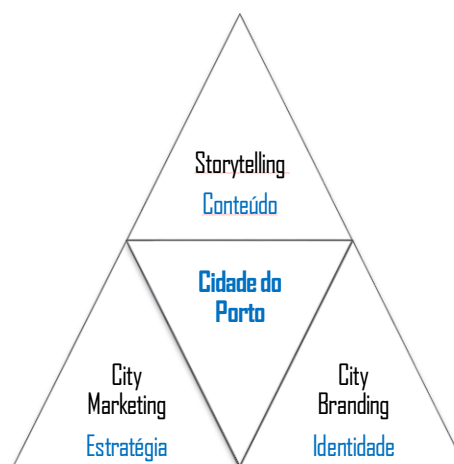 Storytelling
Conteúdo
Cidade do
Porto
City
Marketing
Estratégia
City
Branding
Identidade